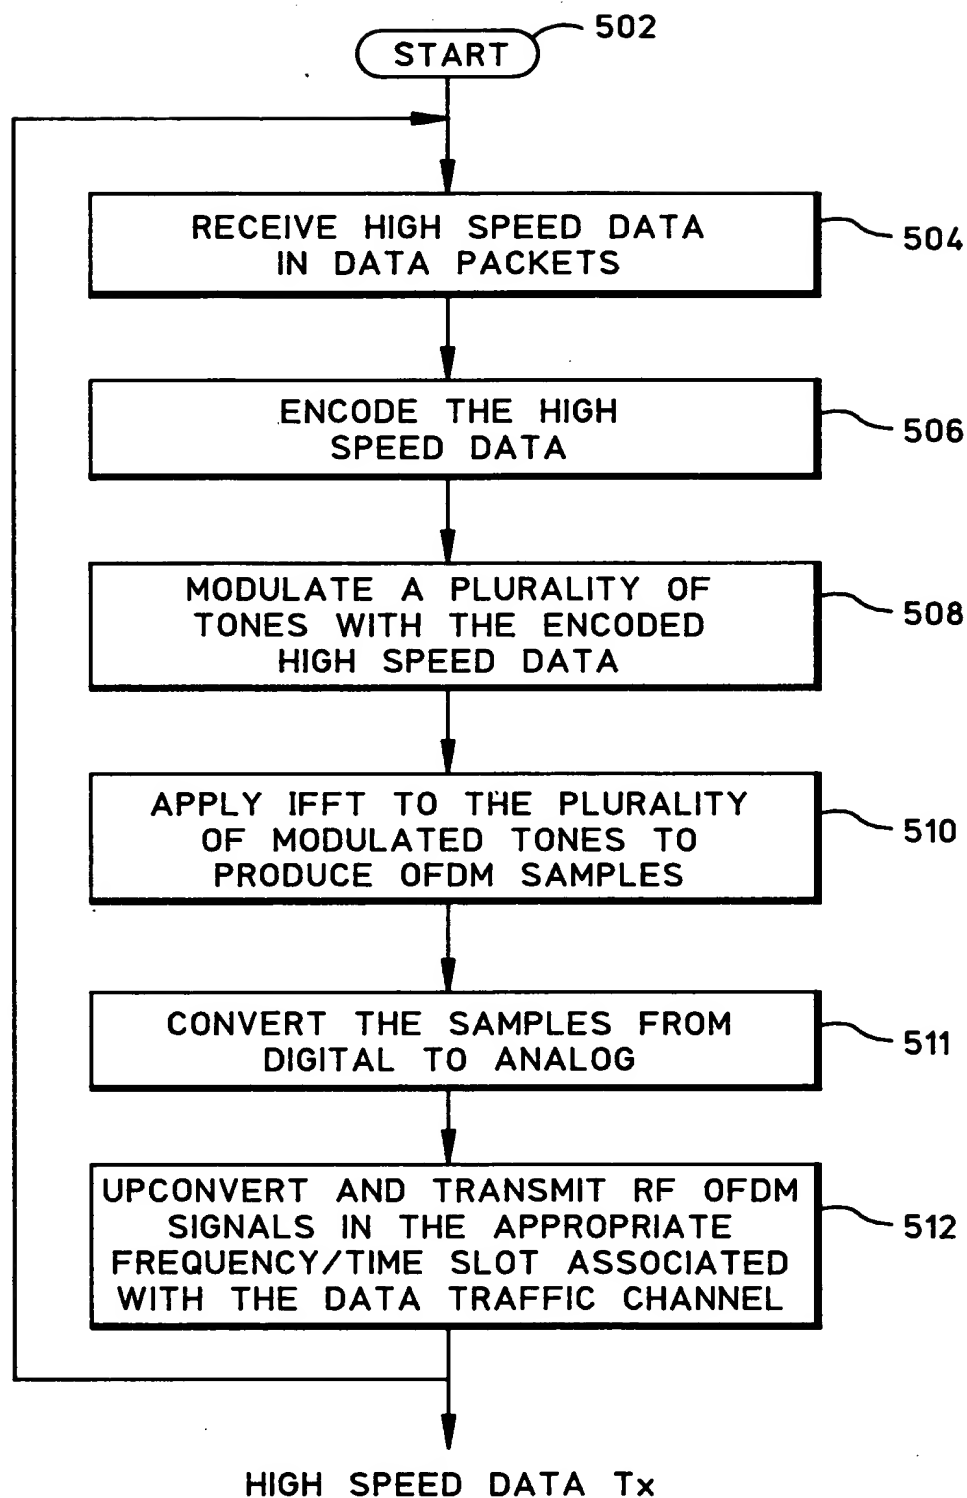 START
502
RECEIVE HIGH SPEED DATA
IN DATA PACKETS
504
ENCODE THE HIGH
SPEED DATA
506
MODULATE A PLURALITY OF
TONES WITH THE ENCODED
HIGH SPEED DATA
508
APPLY IFFT TO THE PLURALITY
OF MODULATED TONES TO
PRODUCE OFDM SAMPLES
510
CONVERT THE SAMPLES FROM
DIGITAL TO ANALOG
511
UPCONVERT AND TRANSMIT RF OFDM
SIGNALS IN THE APPROPRIATE
FREQUENCY/TIME SLOT ASSOCIATED
WITH THE DATA TRAFFIC CHANNEL
512
HIGH SPEED DATA Tx